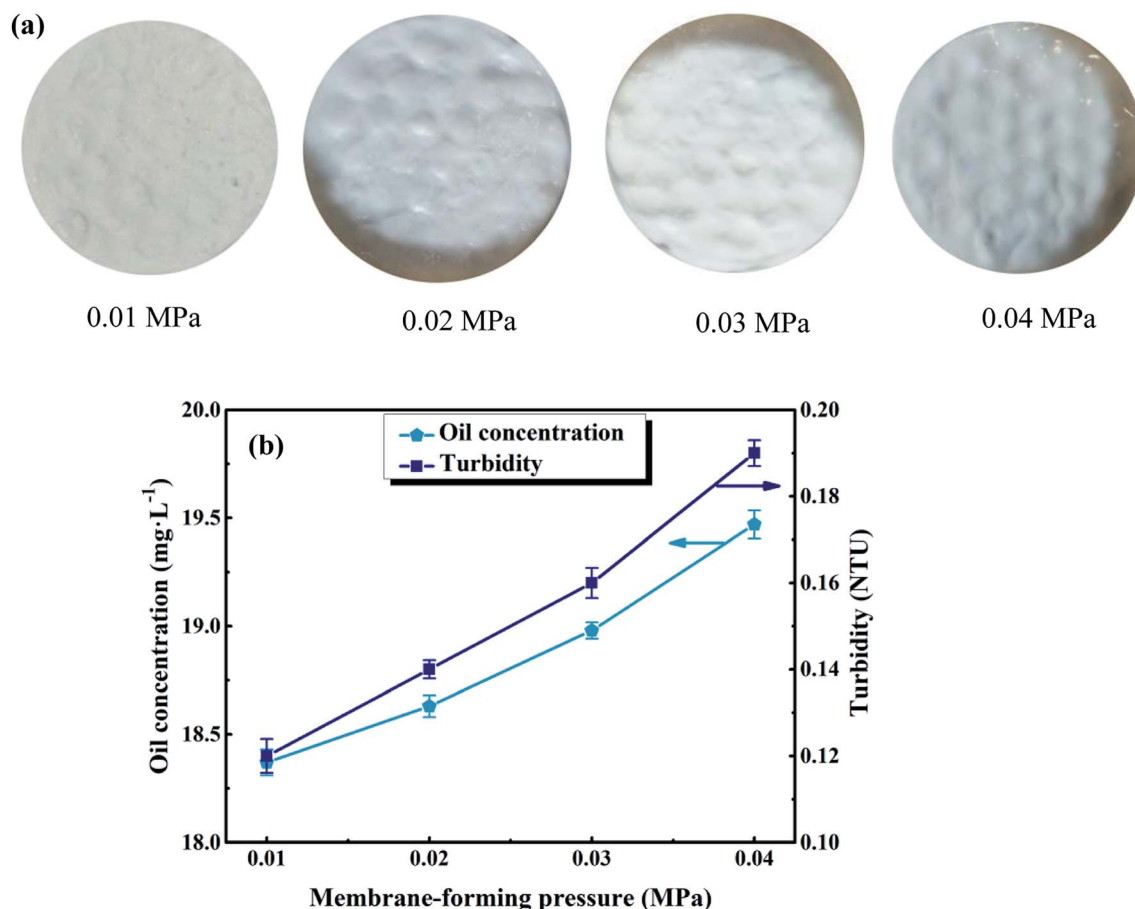 (a)
0.01 MPa 0.02 MPa 0.03 MPa 0.04 MPa
(b)
Oil concentration
Turbidity
20.0
19.5
19.0
18.5
18.0
Oil concentration (mg·L⁻¹)
0.20
0.18
0.16
0.14
0.12
0.10
Turbidity (NTU)
0.01 0.02 0.03 0.04
Membrane-forming pressure (MPa)